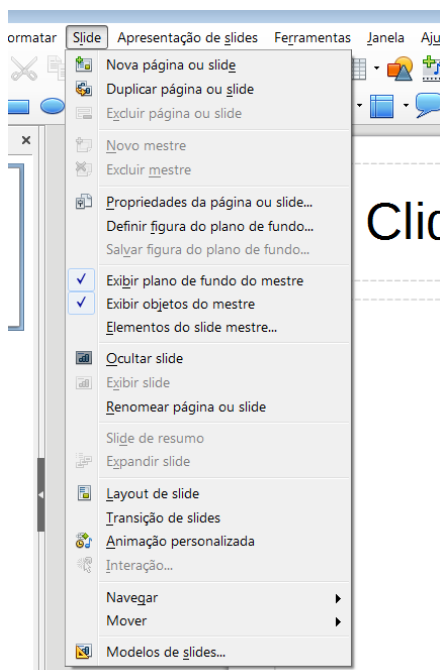 ormatar Slide Apresentação de slides Ferramentas Janela Aju
Nova página ou slide
Duplicar página ou slide
Excluir página ou slide
Novo mestre
Excluir mestre
Propriedades da página ou slide...
Definir figura do plano de fundo...
Salvar figura do plano de fundo...
Exibir plano de fundo do mestre
Exibir objetos do mestre
Elementos do slide mestre...
Ocultar slide
Exibir slide
Renomear página ou slide
Slide de resumo
Expandir slide
Layout de slide
Transição de slides
Animação personalizada
Interação...
Navegar
Mover
Modelos de slides...
Clic